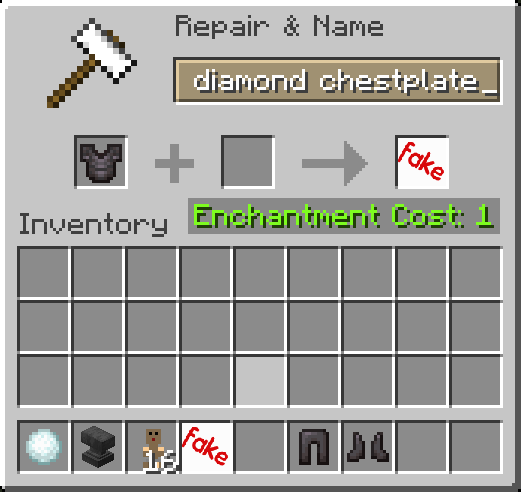 Repair & Name
diamond chestplate_
fake
Inventory
Enchantment Cost: 1
16
fake